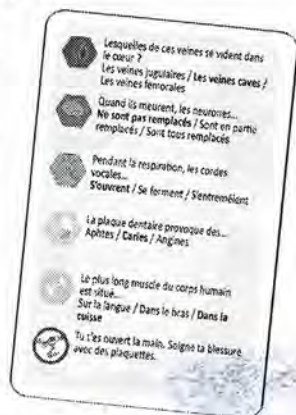 Lesquelles de ces veines se vident dans
le cœur ?
Les veines jugulaires / Les veines caves /
Les veines fémorales
Quand ils meurent, les neurones...
Ne sont pas remplacés / Sont en partie
remplacés / Sont tous remplacés
Pendant la respiration, les cordes
vocales...
S'ouvrent / Se ferment / S'entremêlent
La plaque dentaire provoque des...
Aphtes / Caries / Angines
Le plus long muscle du corps humain
est situé...
Sur la langue / Dans le bras / Dans la
cuisse
Tu t'es ouvert la main. Soigne ta blessure
avec des plaquettes.